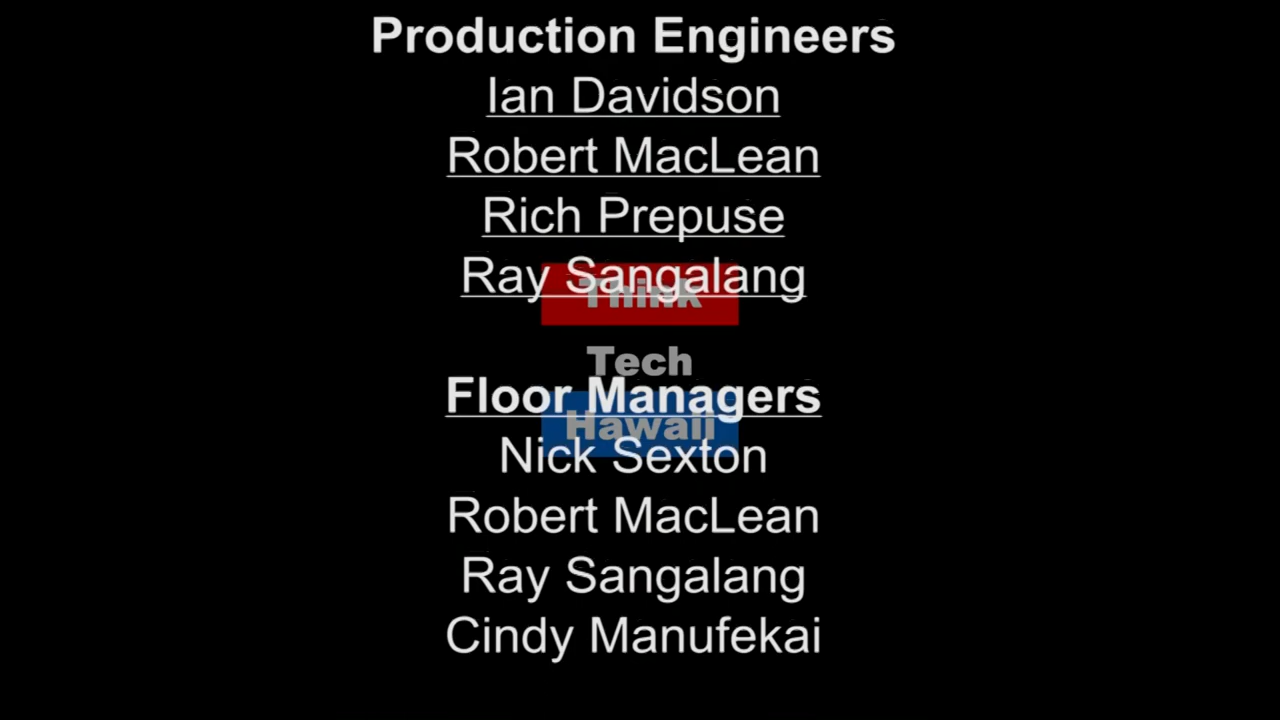 Production Engineers
Ian Davidson
Robert MacLean
Rich Prepuse
Ray Sangalang
Think
Tech
Floor Managers
Hawaii
Nick Sexton
Robert MacLean
Ray Sangalang
Cindy Manufekai